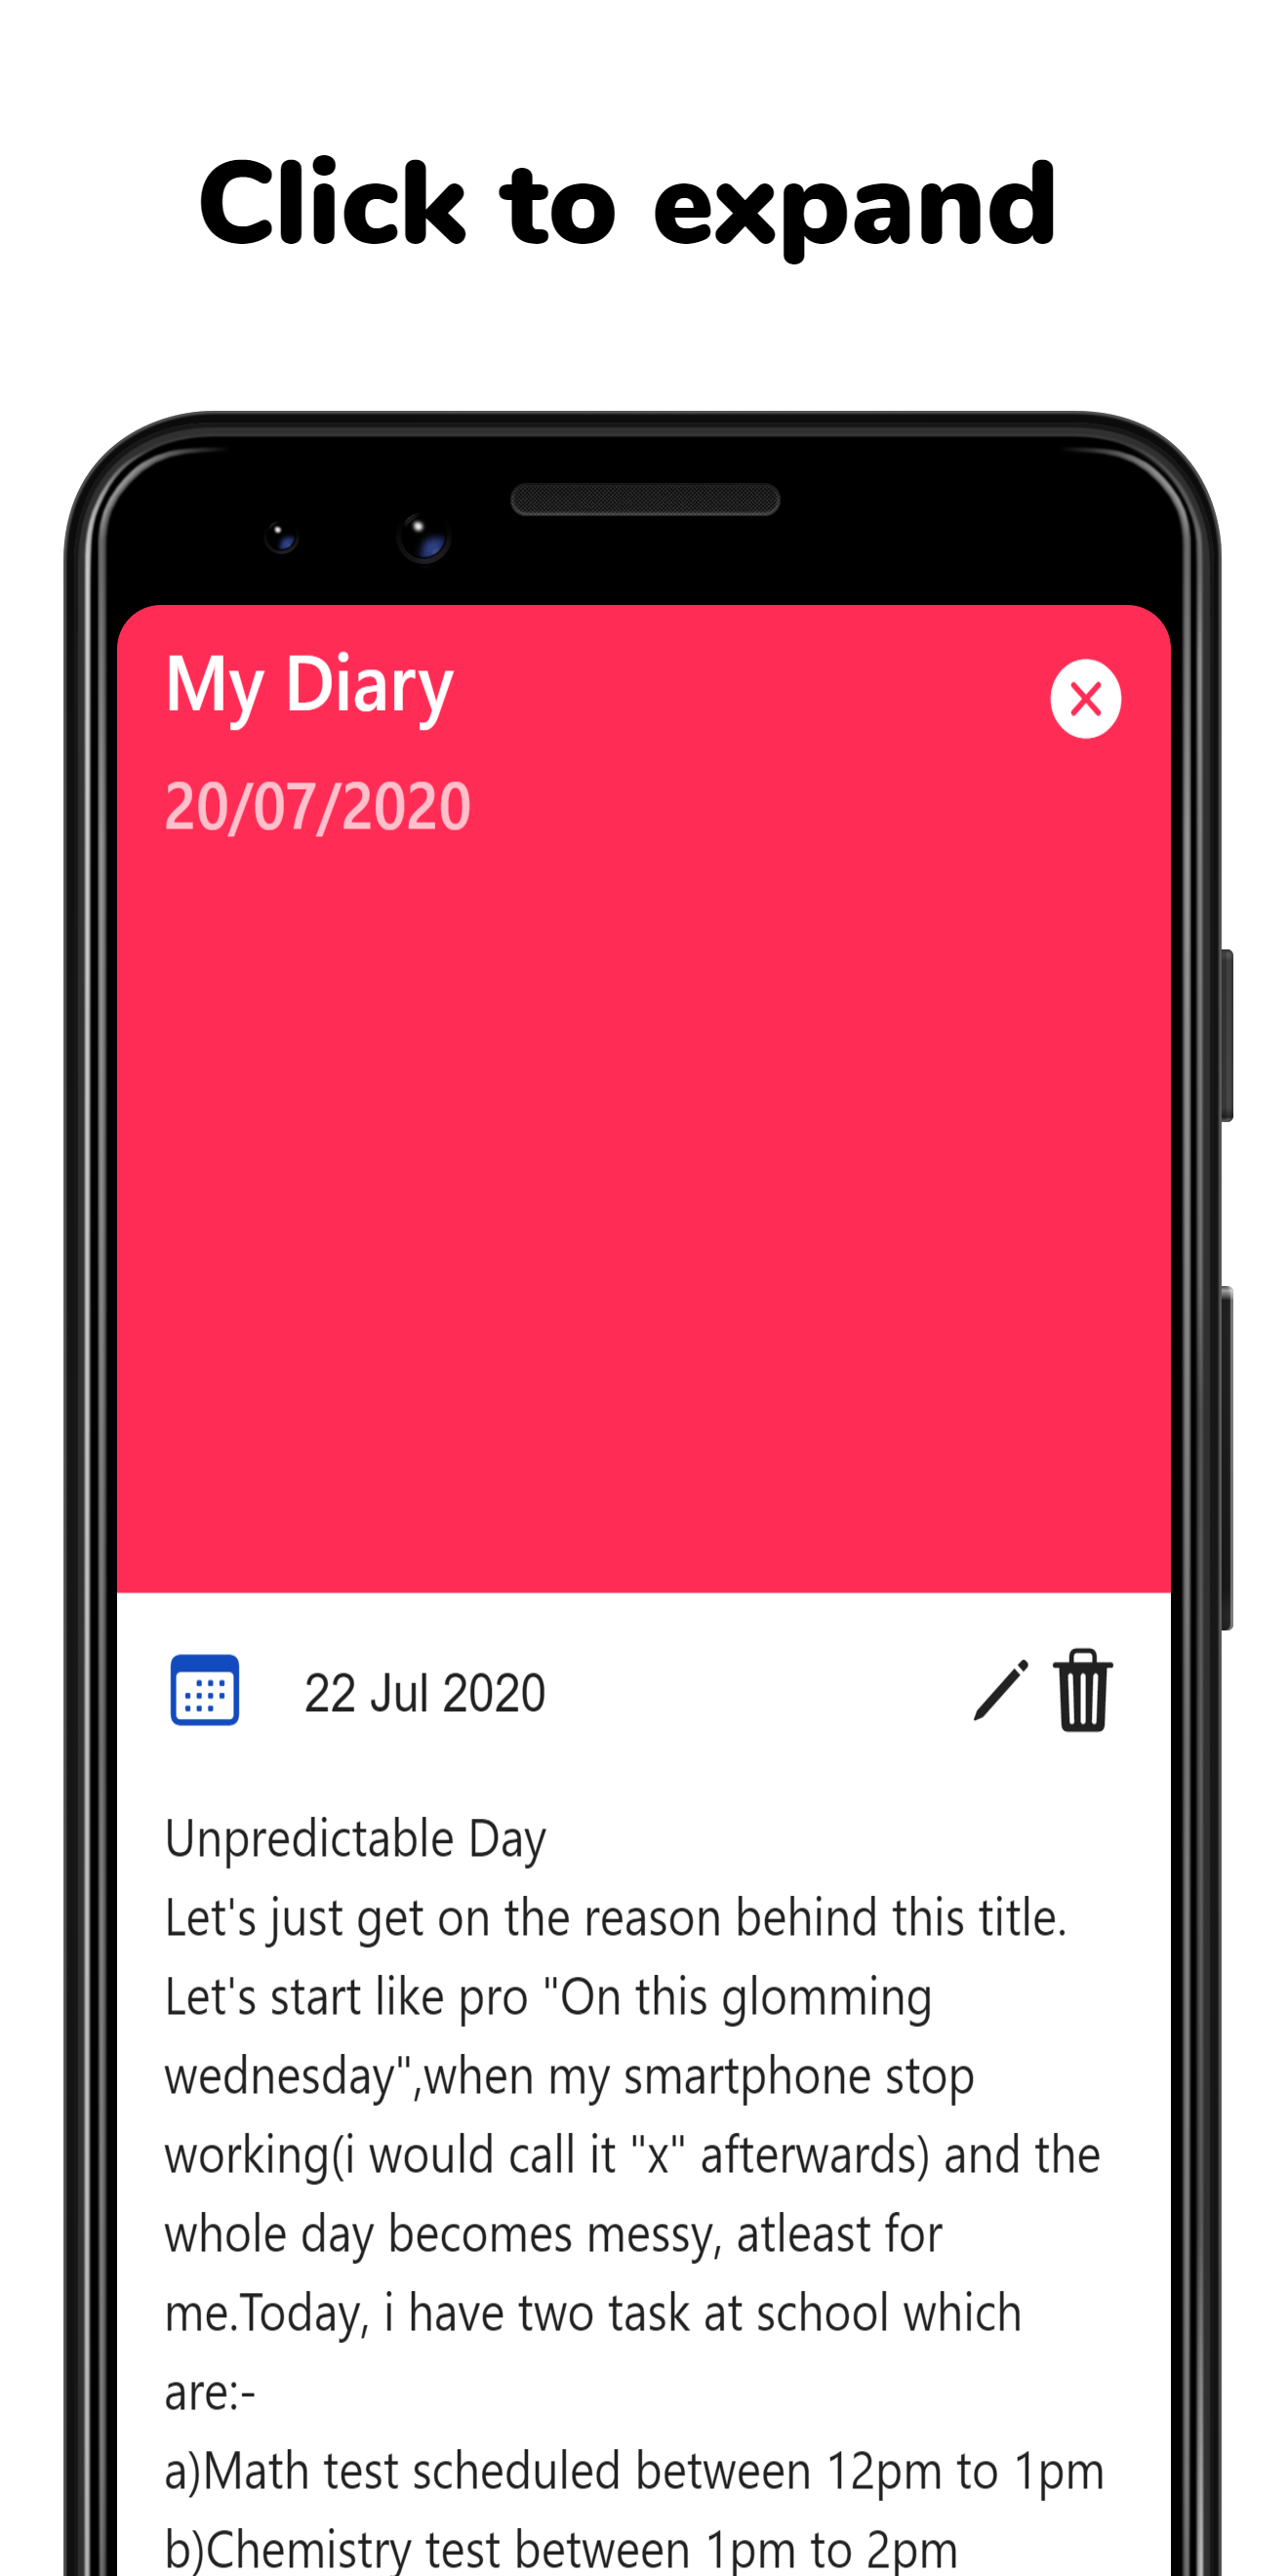 Click to expand
My Diary
20/07/2020
22 Jul 2020
Unpredictable Day
Let's just get on the reason behind this title.
Let's start like pro "On this glomming
wednesday",when my smartphone stop
working(i would call it "x" afterwards) and the
whole day becomes messy, atleast for
me.Today, i have two task at school which
are:-
a)Math test scheduled between 12pm to 1pm
b)Chemistry test between 1pm to 2pm